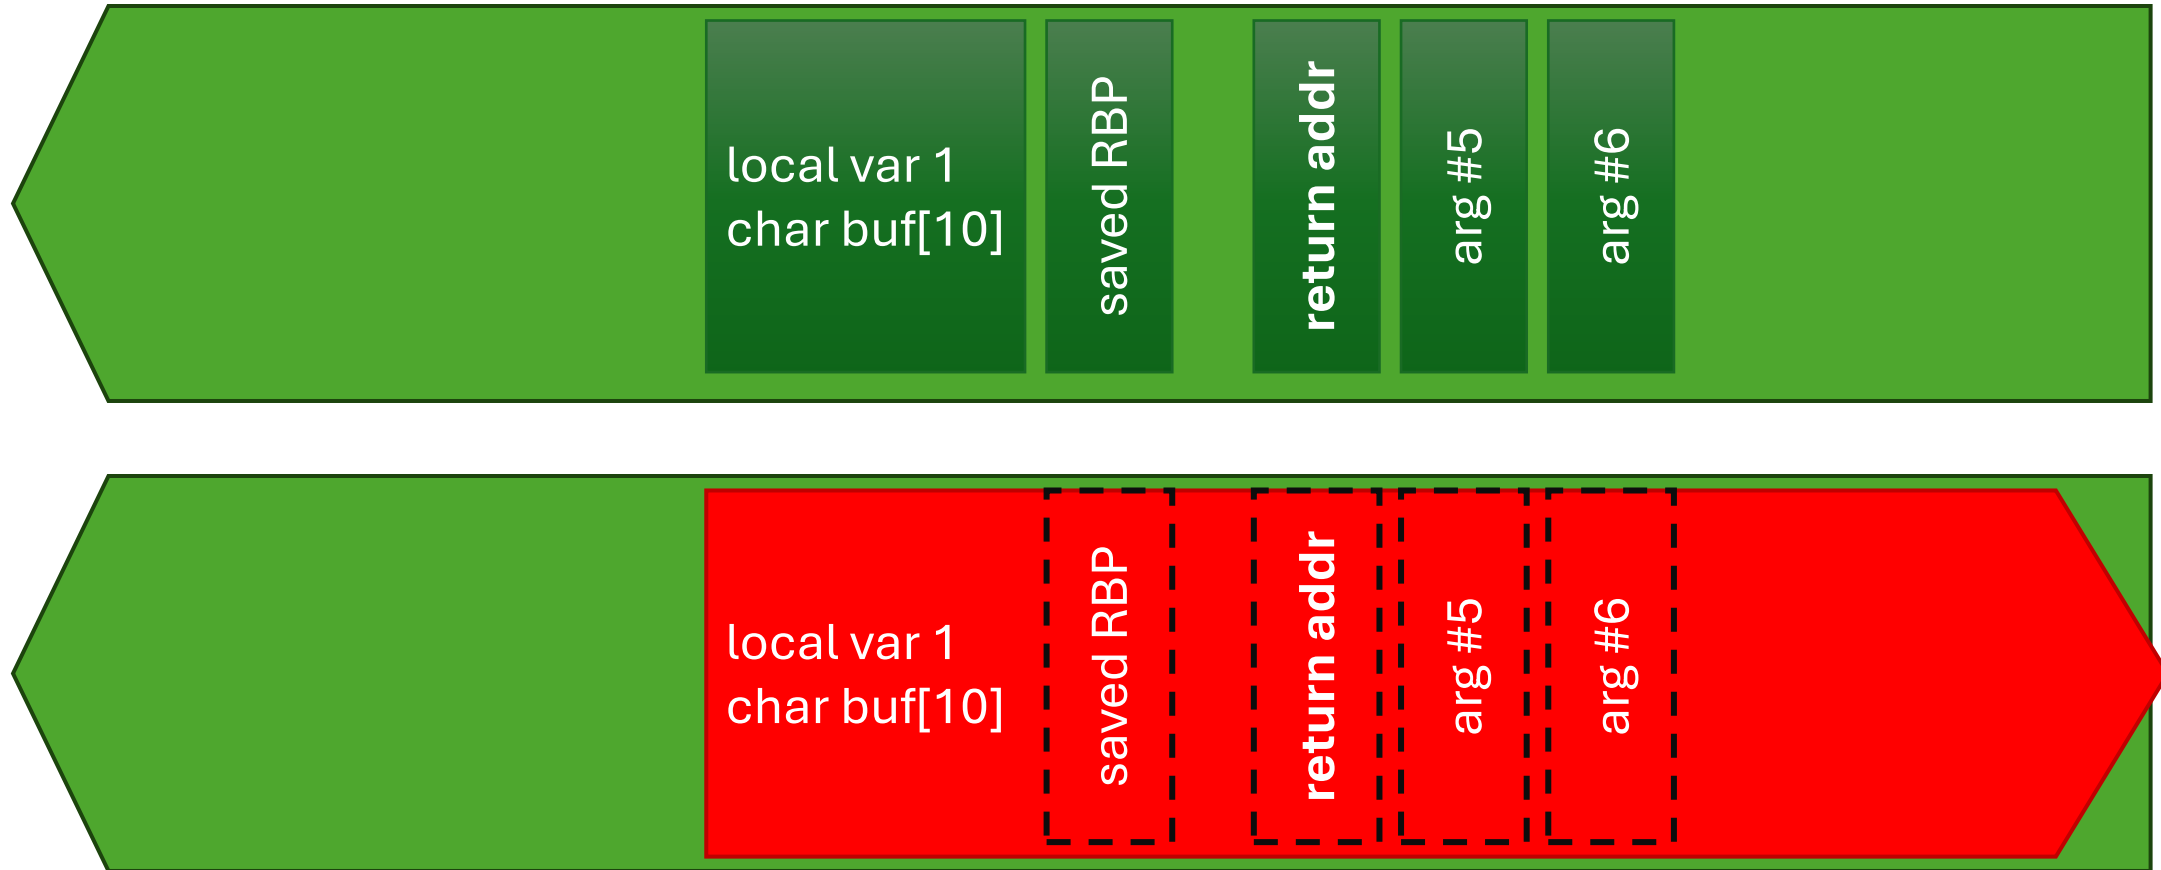 local var 1
char buf[10]
saved RBP
return addr
arg #5
arg #6
local var 1
char buf[10]
saved RBP
return addr
arg #5
arg #6